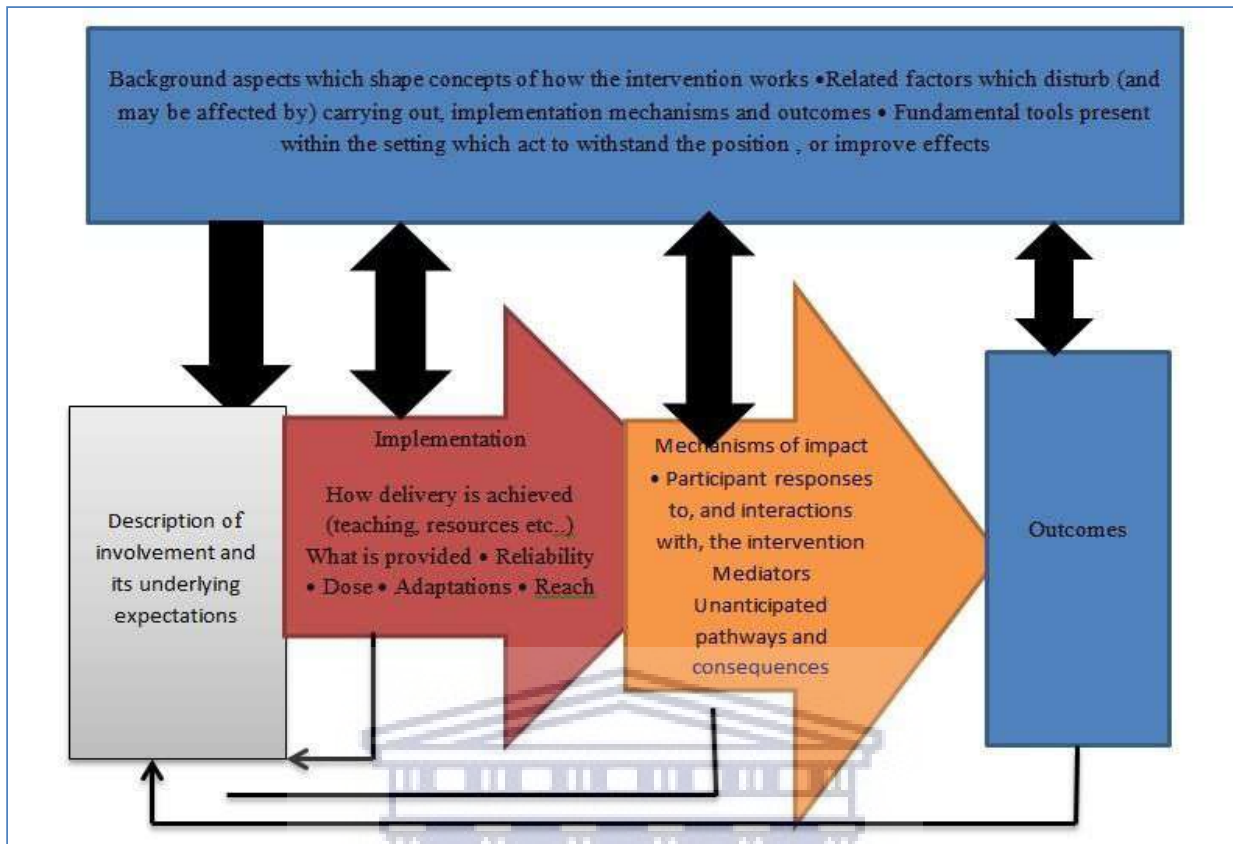 Background aspects which shape concepts of how the intervention works •Related factors which disturb (and
may be affected by) carrying out, implementation mechanisms and outcomes • Fundamental tools present
within the setting which act to withstand the position , or improve effects
Description of
involvement and
its underlying
expectations
Implementation
How delivery is achieved
(teaching, resources etc..)
What is provided • Reliability
• Dose • Adaptations • Reach
Mechanisms of impact
• Participant responses
to, and interactions
with, the intervention
Mediators
Unanticipated
pathways and
consequences
Outcomes